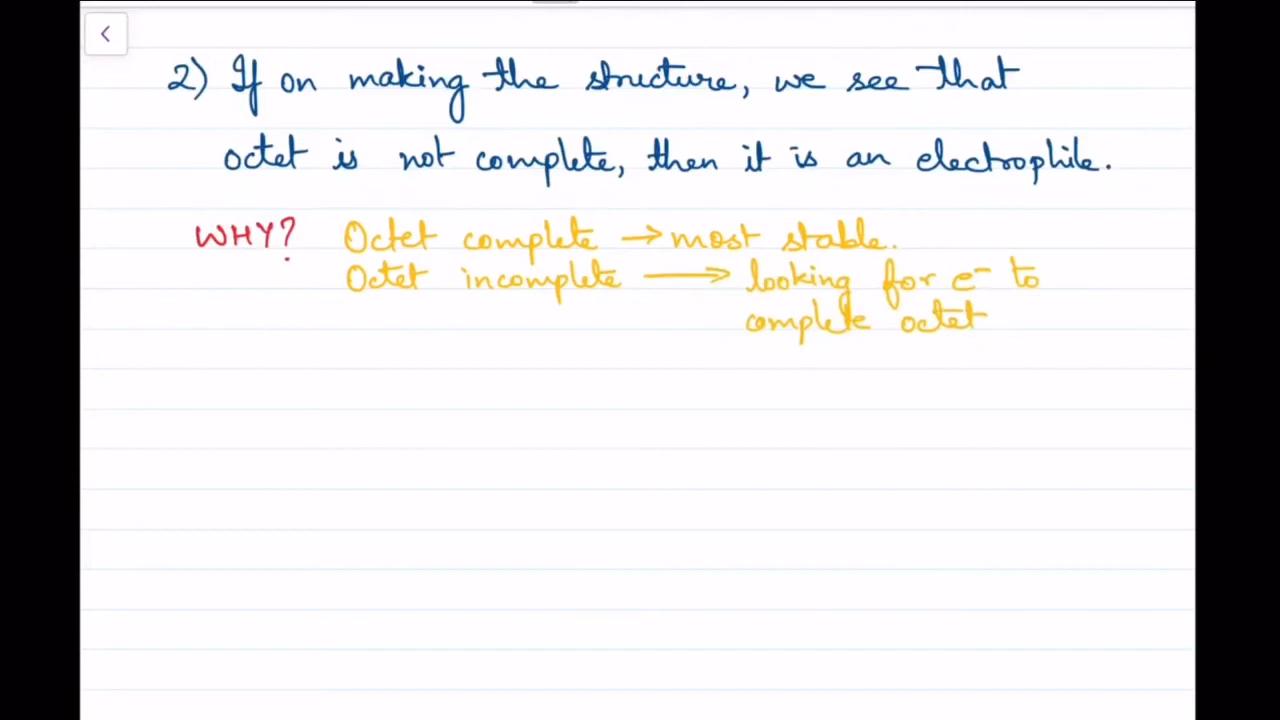 2) If on making the structure, we see that
octet is not complete, then it is an electrophile.
WHY? Octet complete → most stable.
Octet incomplete → looking for e⁻ to
complete octet